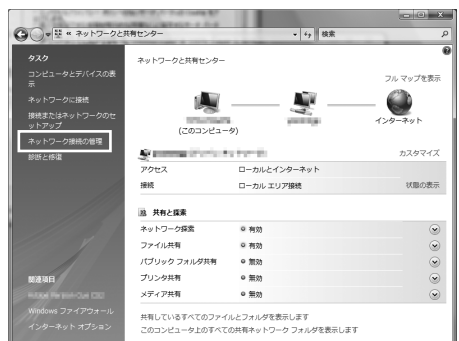 « ネットワークと共有センター
検索
タスク
コンピュータとデバイスの表
示
ネットワークに接続
接続またはネットワークのセ
ットアップ
ネットワーク接続の管理
診断と修復
関連項目
Windows ファイアウォール
インターネット オプション
ネットワークと共有センター
フル マップを表示
(このコンピュータ)
インターネット
カスタマイズ
アクセス ローカルとインターネット
接続 ローカル エリア接続 状態の表示
共有と探索
ネットワーク探索 有効
ファイル共有 有効
パブリック フォルダ共有 無効
プリンタ共有 無効
メディア共有 無効
共有しているすべてのファイルとフォルダを表示します
このコンピュータ上のすべての共有ネットワーク フォルダを表示します